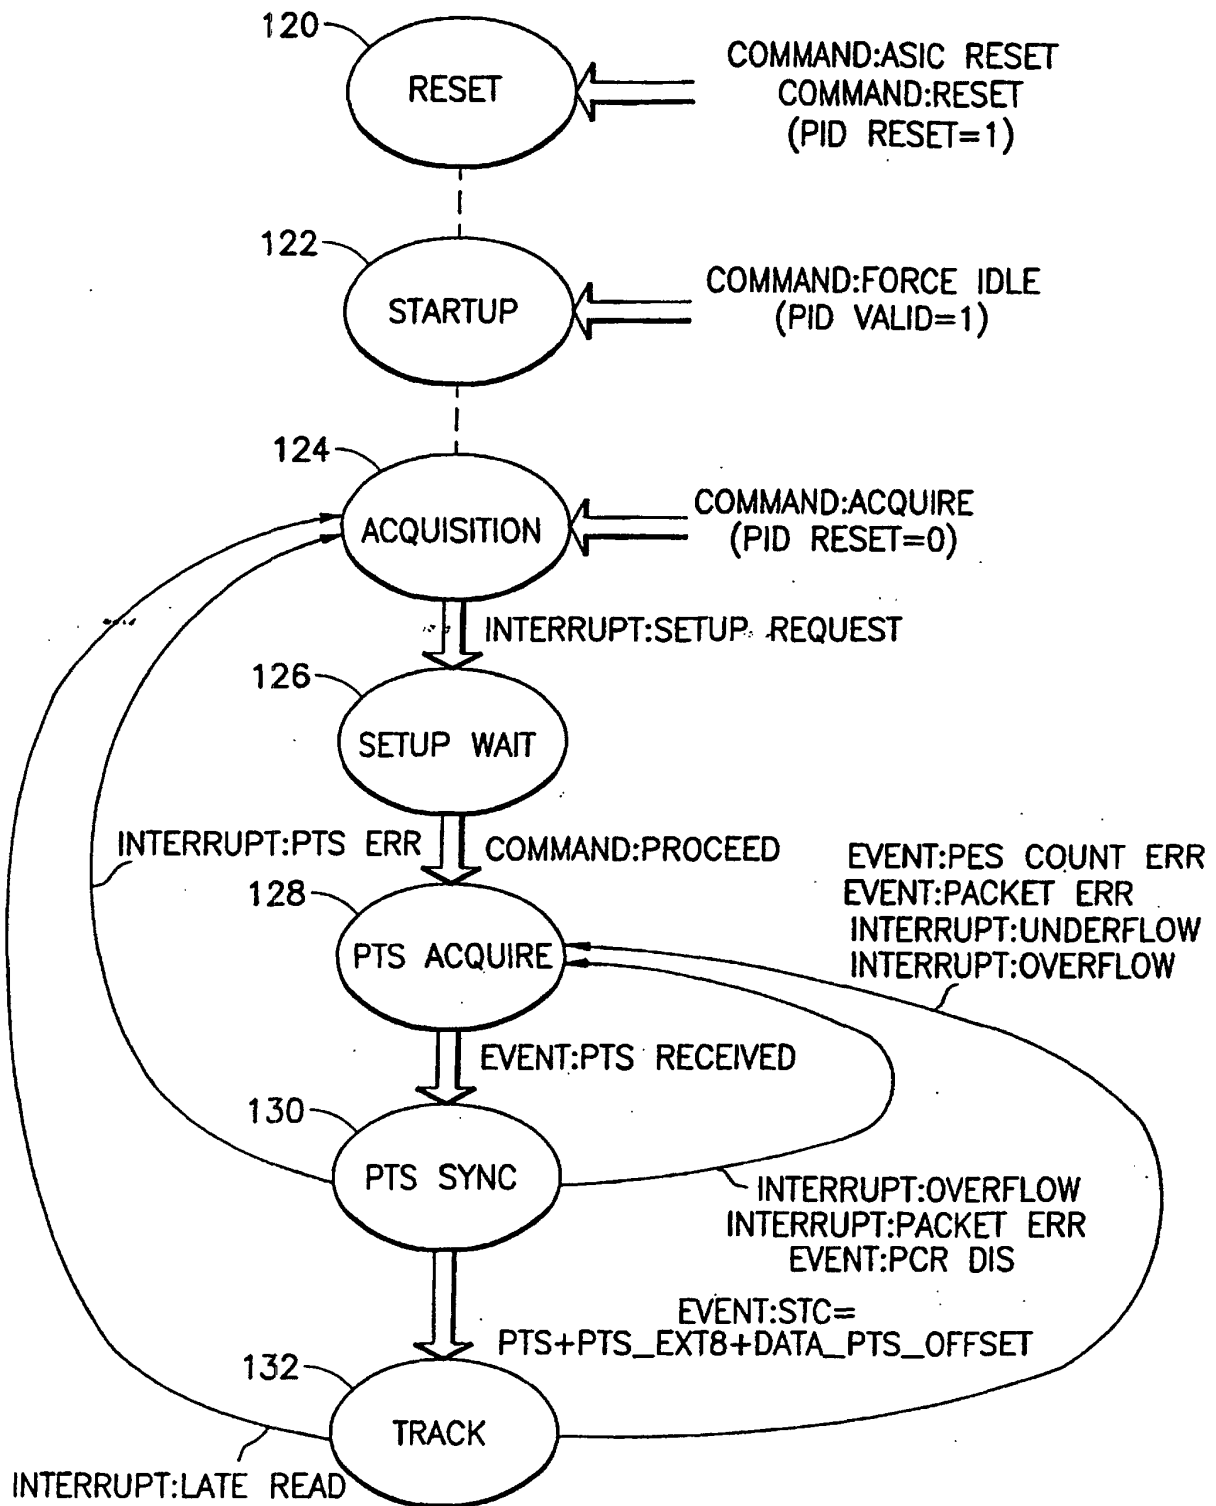 120
RESET
COMMAND:ASIC RESET
COMMAND:RESET
(PID RESET=1)
122
STARTUP
COMMAND:FORCE IDLE
(PID VALID=1)
124
ACQUISITION
COMMAND:ACQUIRE
(PID RESET=0)
INTERRUPT:SETUP REQUEST
126
SETUP WAIT
INTERRUPT:PTS ERR
COMMAND:PROCEED
EVENT:PES COUNT ERR
EVENT:PACKET ERR
INTERRUPT:UNDERFLOW
INTERRUPT:OVERFLOW
128
PTS ACQUIRE
EVENT:PTS RECEIVED
130
PTS SYNC
INTERRUPT:OVERFLOW
INTERRUPT:PACKET ERR
EVENT:PCR DIS
EVENT:STC=
PTS+PTS_EXT8+DATA_PTS_OFFSET
132
TRACK
INTERRUPT:LATE READ